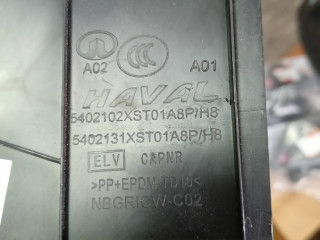 A02 A01
HAVAL
5402102XST01A8P/H8
5402131XST01A8P/H8
ELV CAPNR
>PP+EPDM-TD10<